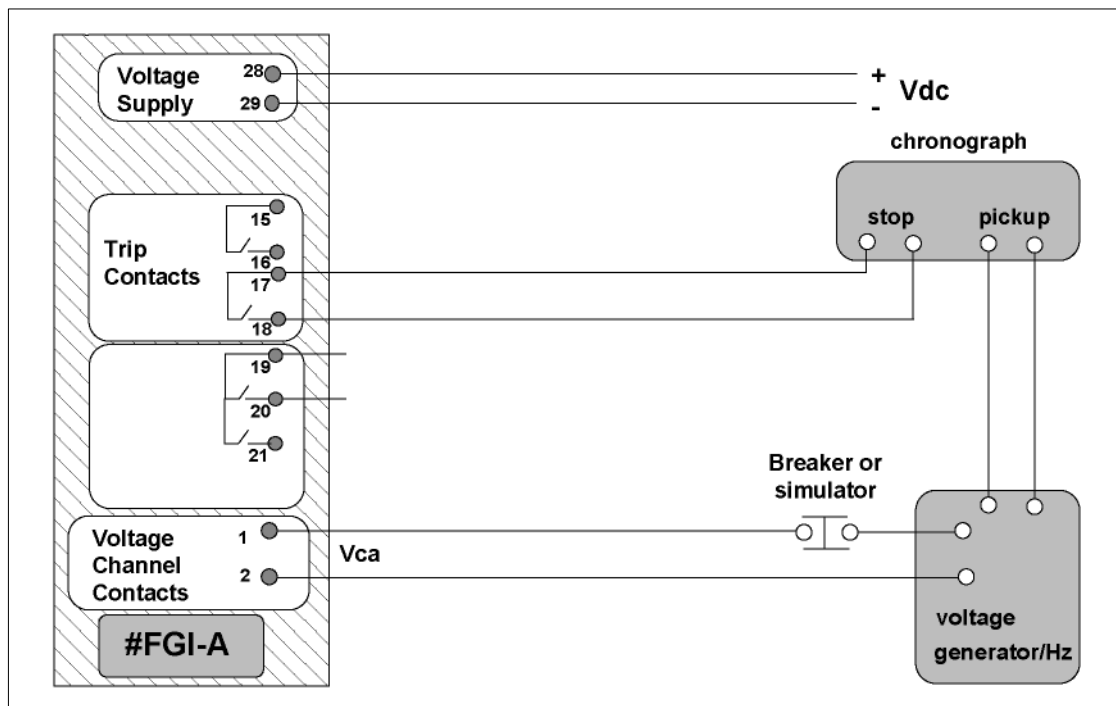 Voltage
Supply
28
29
+
-
Vdc
chronograph
stop
pickup
Trip
Contacts
15
16
17
18
19
20
21
Breaker or
simulator
Voltage
Channel
Contacts
1
2
Vca
voltage
generator/Hz
#FGI-A